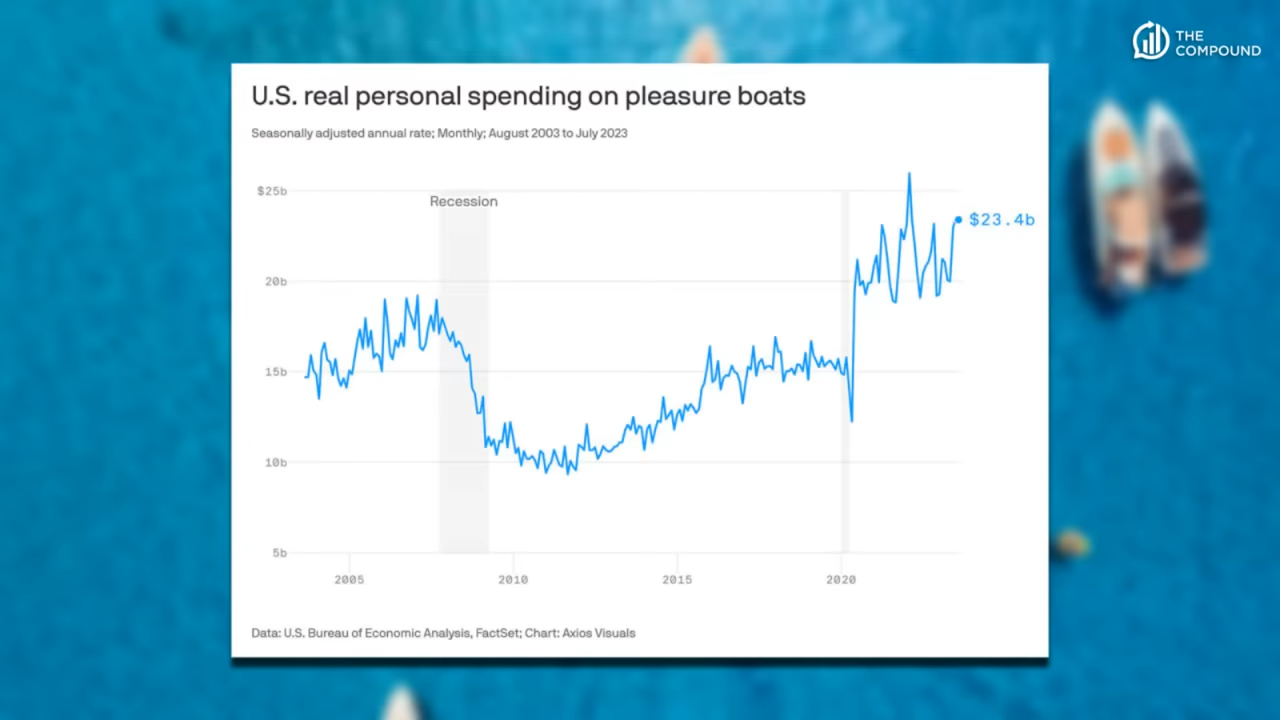 THE
COMPOUND
U.S. real personal spending on pleasure boats
Seasonally adjusted annual rate; Monthly; August 2003 to July 2023
$25b
Recession
$23.4b
20b
15b
10b
5b
2005 2010 2015 2020
Data: U.S. Bureau of Economic Analysis, FactSet; Chart: Axios Visuals